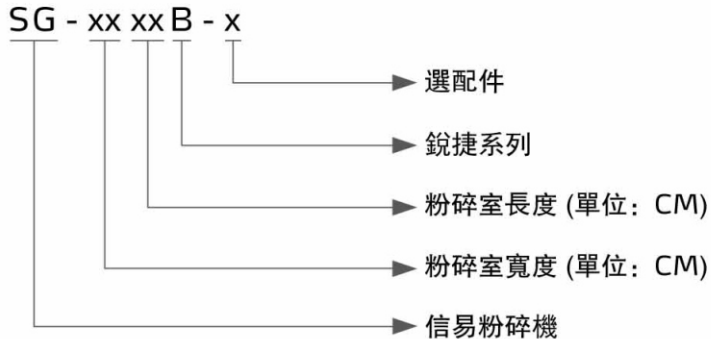 SG - xx xx B - x
選配件
銳捷系列
粉碎室長度 (單位：CM)
粉碎室寬度 (單位：CM)
信易粉碎機